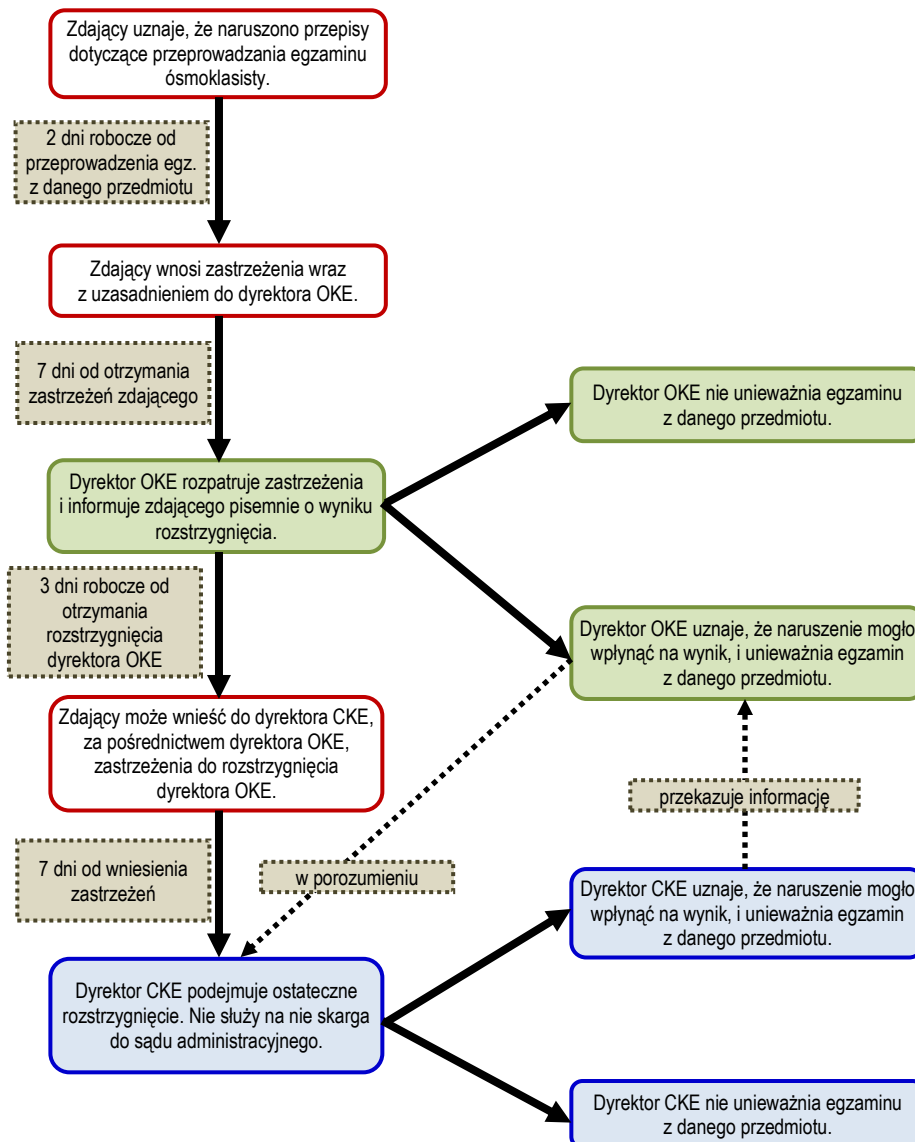 Zdający uznaje, że naruszono przepisy
dotyczące przeprowadzania egzaminu
ósmoklasisty.
2 dni robocze od
przeprowadzenia egz.
z danego przedmiotu
Zdający wnosi zastrzeżenia wraz
z uzasadnieniem do dyrektora OKE.
7 dni od otrzymania
zastrzeżeń zdającego
Dyrektor OKE nie unieważnia egzaminu
z danego przedmiotu.
Dyrektor OKE rozpatruje zastrzeżenia
i informuje zdającego pisemnie o wyniku
rozstrzygnięcia.
3 dni robocze od
otrzymania
rozstrzygnięcia
dyrektora OKE
Dyrektor OKE uznaje, że naruszenie mogło
wpłynąć na wynik, i unieważnia egzamin
z danego przedmiotu.
Zdający może wnieść do dyrektora CKE,
za pośrednictwem dyrektora OKE,
zastrzeżenia do rozstrzygnięcia
dyrektora OKE.
przekazuje informację
7 dni od wniesienia
zastrzeżeń
w porozumieniu
Dyrektor CKE uznaje, że naruszenie mogło
wpłynąć na wynik, i unieważnia egzamin
z danego przedmiotu.
Dyrektor CKE podejmuje ostateczne
rozstrzygnięcie. Nie służy na nie skarga
do sądu administracyjnego.
Dyrektor CKE nie unieważnia egzaminu
z danego przedmiotu.